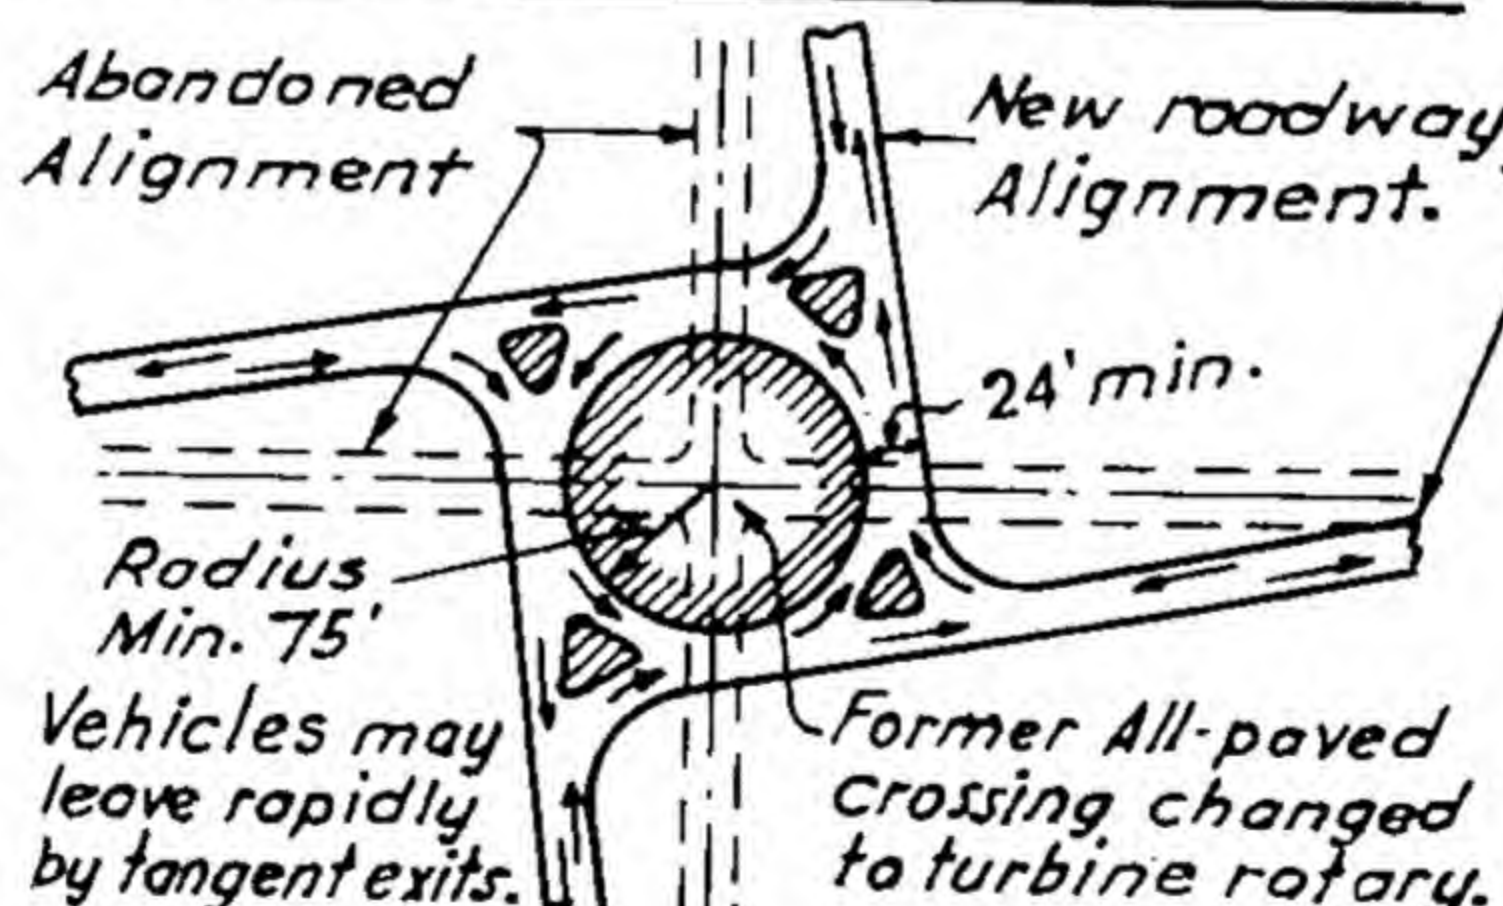 Abandoned
Alignment
New roadway
Alignment.
24' min.
Radius
Min. 75'
Vehicles may
leave rapidly
by tangent exits.
Former All-paved
crossing changed
to turbine rotary.